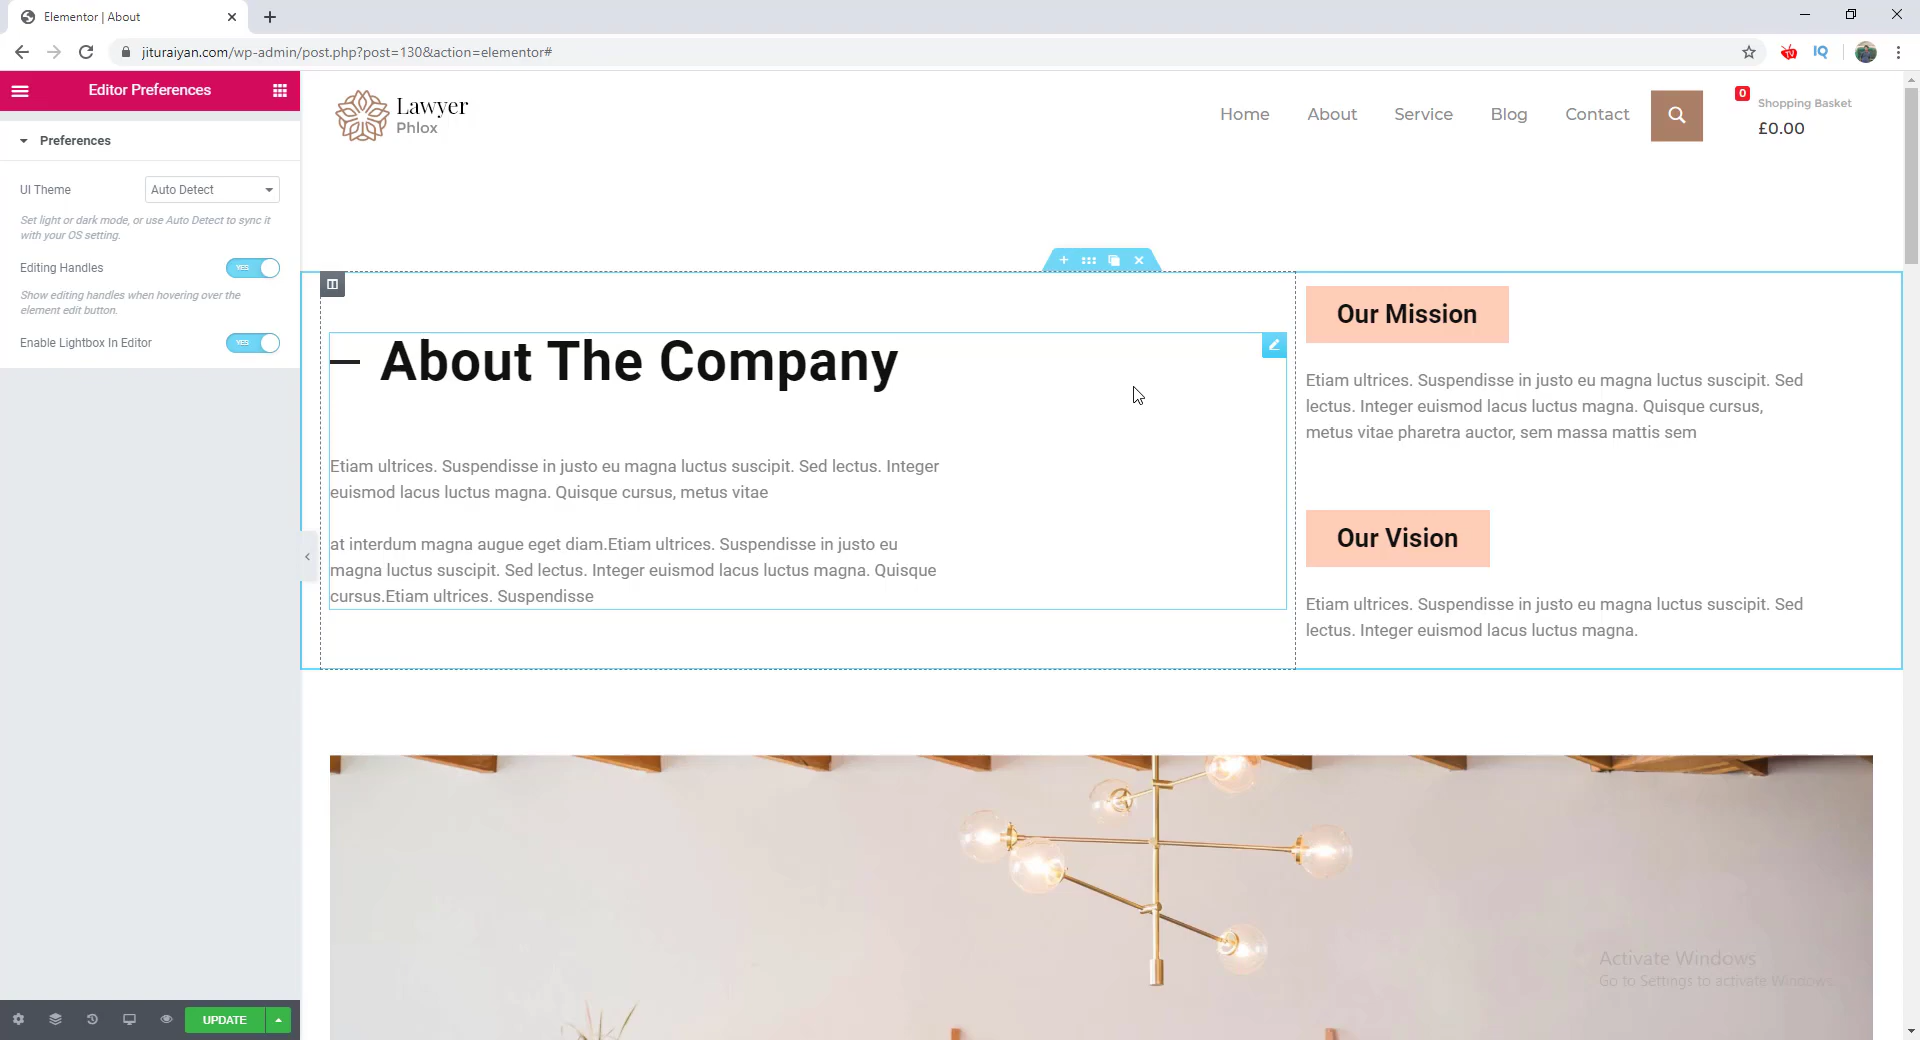 Elementor | About
jituraiyan.com/wp-admin/post.php?post=130&action=elementor#
IQ
Editor Preferences
Preferences
UI Theme
Auto Detect
Set light or dark mode, or use Auto Detect to sync it
with your OS setting.
Editing Handles
YES
Show editing handles when hovering over the
element edit button.
Enable Lightbox In Editor
YES
UPDATE
Lawyer
Phlox
Home
About
Service
Blog
Contact
0
Shopping Basket
£0.00
— About The Company
Etiam ultrices. Suspendisse in justo eu magna luctus suscipit. Sed lectus. Integer
euismod lacus luctus magna. Quisque cursus, metus vitae
at interdum magna augue eget diam.Etiam ultrices. Suspendisse in justo eu
magna luctus suscipit. Sed lectus. Integer euismod lacus luctus magna. Quisque
cursus.Etiam ultrices. Suspendisse
Our Mission
Etiam ultrices. Suspendisse in justo eu magna luctus suscipit. Sed
lectus. Integer euismod lacus luctus magna. Quisque cursus,
metus vitae pharetra auctor, sem massa mattis sem
Our Vision
Etiam ultrices. Suspendisse in justo eu magna luctus suscipit. Sed
lectus. Integer euismod lacus luctus magna.
Activate Windows
Go to Settings to activate Windows.